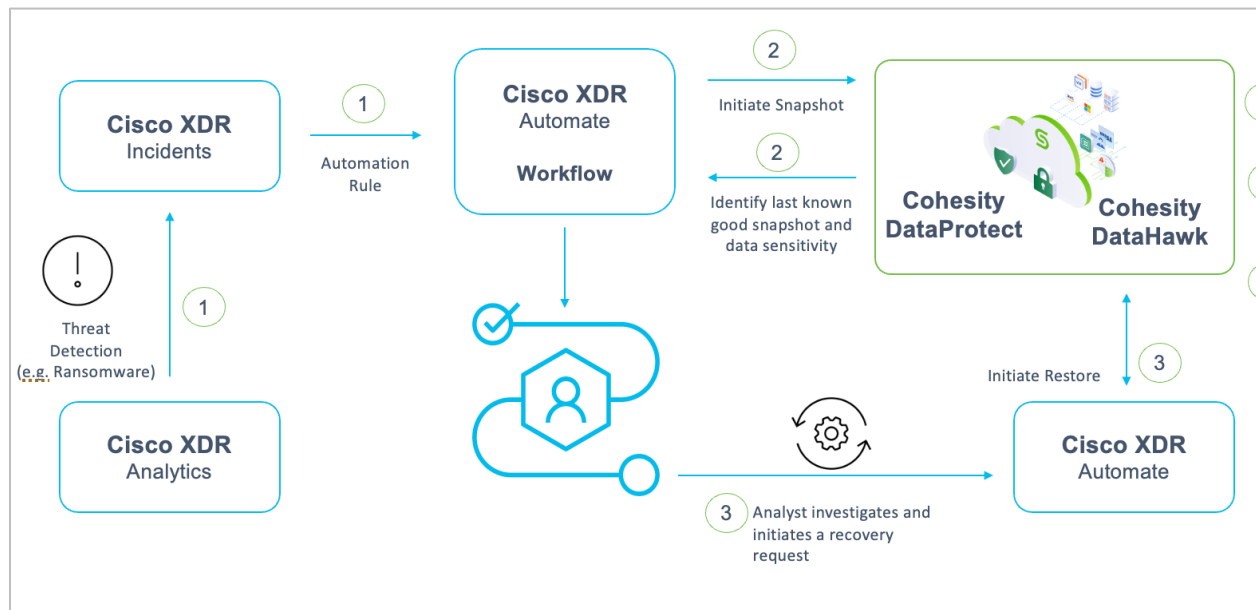 Cisco XDR
Incidents
1
Automation
Rule
Cisco XDR
Automate
Workflow
2
Initiate Snapshot
2
Identify last known
good snapshot and
data sensitivity
Cohesity
DataProtect
Cohesity
DataHawk
Threat
Detection
(e.g. Ransomware)
1
Cisco XDR
Analytics
3
Analyst investigates and
initiates a recovery
request
Initiate Restore
3
Cisco XDR
Automate